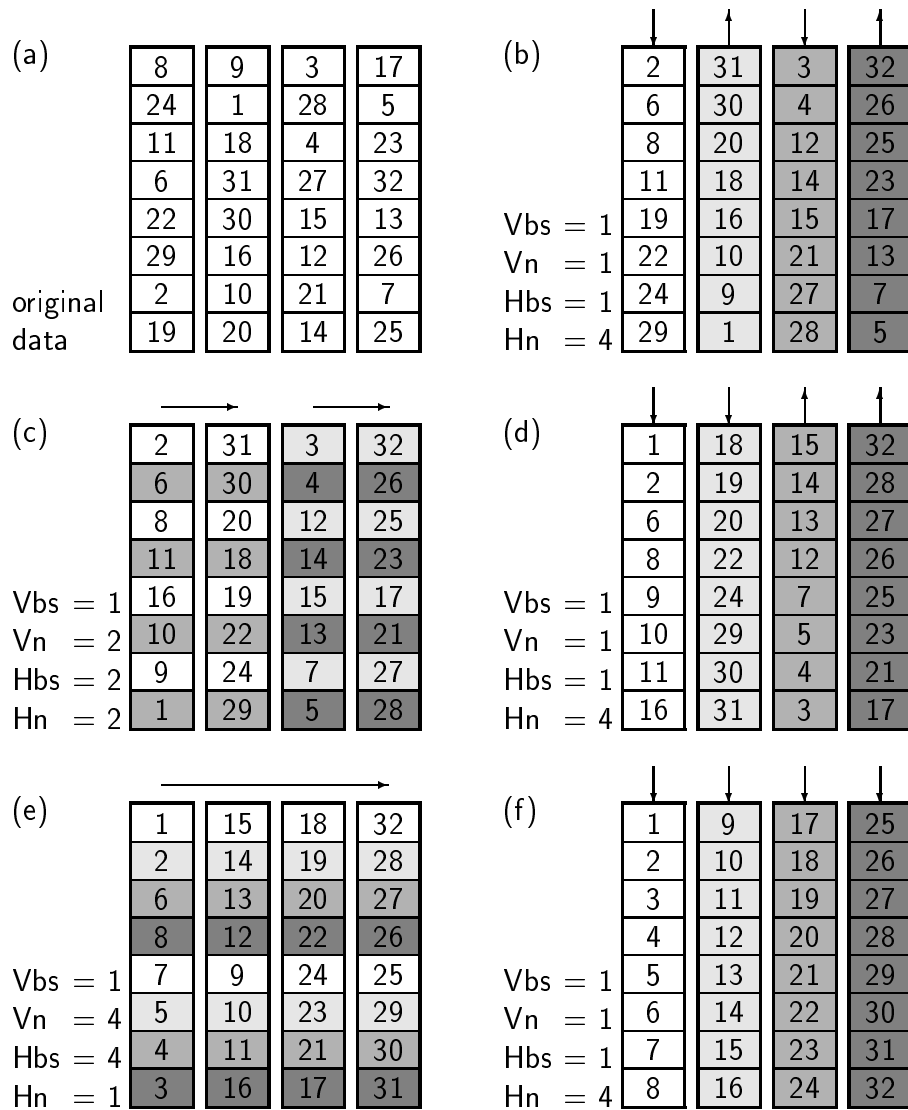 (a)
8 9 3 17
24 1 28 5
11 18 4 23
6 31 27 32
22 30 15 13
29 16 12 26
original 2 10 21 7
data 19 20 14 25
(b)
2 31 3 32
6 30 4 26
8 20 12 25
11 18 14 23
Vbs = 1 19 16 15 17
Vn = 1 22 10 21 13
Hbs = 1 24 9 27 7
Hn = 4 29 1 28 5
(c)
2 31 3 32
6 30 4 26
8 20 12 25
11 18 14 23
Vbs = 1 16 19 15 17
Vn = 2 10 22 13 21
Hbs = 2 9 24 7 27
Hn = 2 1 29 5 28
(d)
1 18 15 32
2 19 14 28
6 20 13 27
8 22 12 26
Vbs = 1 9 24 7 25
Vn = 1 10 29 5 23
Hbs = 1 11 30 4 21
Hn = 4 16 31 3 17
(e)
1 15 18 32
2 14 19 28
6 13 20 27
8 12 22 26
Vbs = 1 7 9 24 25
Vn = 4 5 10 23 29
Hbs = 4 4 11 21 30
Hn = 1 3 16 17 31
(f)
1 9 17 25
2 10 18 26
3 11 19 27
4 12 20 28
Vbs = 1 5 13 21 29
Vn = 1 6 14 22 30
Hbs = 1 7 15 23 31
Hn = 4 8 16 24 32